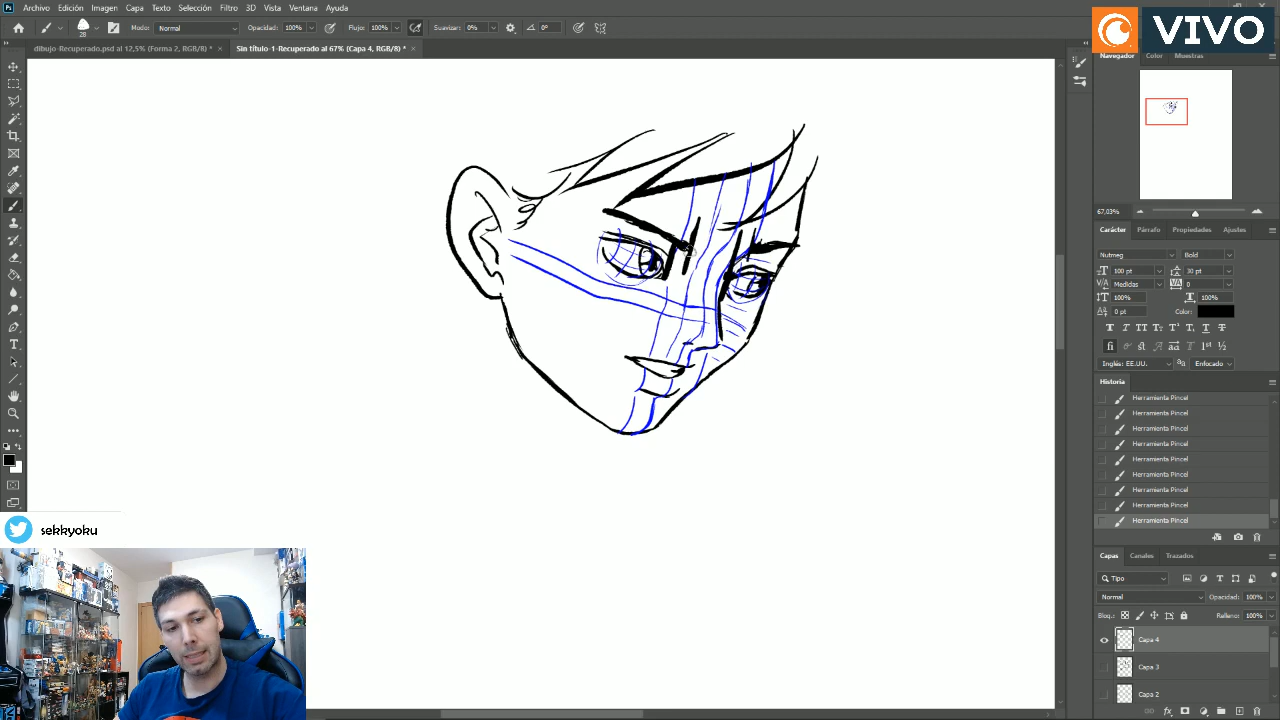 Archivo Edición Imagen Capa Texto Selección Filtro 3D Vista Ventana Ayuda
VIVO
Modo: Normal Opacidad: 100% Flujo: 100% Suavizar: 0% 0°
28
dibujo-Recuperado.psd al 12,5% (Forma 2, RGB/8) * ×
Sin título-1-Recuperado al 67% (Capa 4, RGB/8) * ×
Navegador Color Muestras
67,03%
Carácter Párrafo Propiedades Ajustes
Nutmeg Bold
100 pt 30 pt
Medidas 0
100% 100%
0 pt Color:
Inglés: EE.UU. Enfocado
Historia
Herramienta Pincel
Herramienta Pincel
Herramienta Pincel
Herramienta Pincel
Herramienta Pincel
Herramienta Pincel
Herramienta Pincel
Herramienta Pincel
Herramienta Pincel
sekkyoku
Capas Canales Trazados
Tipo
Normal Opacidad: 100%
Bloq.: Relleno: 100%
Capa 4
Capa 3
Capa 2